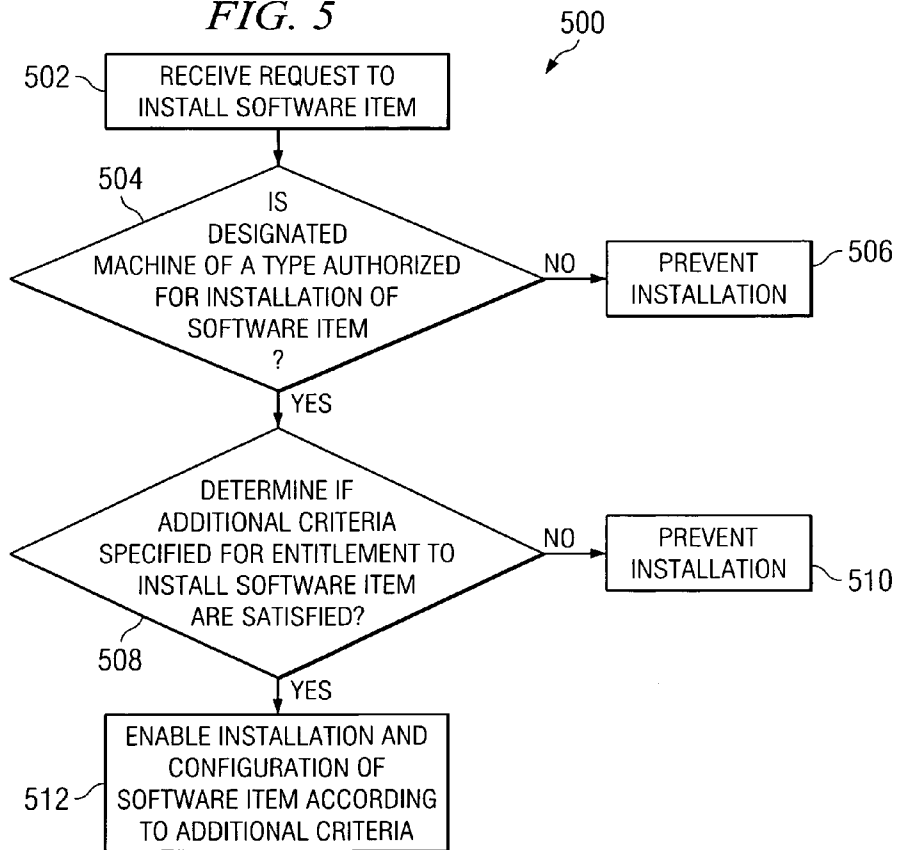 FIG. 5
500
502
RECEIVE REQUEST TO
INSTALL SOFTWARE ITEM
504
IS
DESIGNATED
MACHINE OF A TYPE AUTHORIZED
FOR INSTALLATION OF
SOFTWARE ITEM
?
NO
PREVENT
INSTALLATION
506
YES
DETERMINE IF
ADDITIONAL CRITERIA
SPECIFIED FOR ENTITLEMENT TO
INSTALL SOFTWARE ITEM
ARE SATISFIED?
508
NO
PREVENT
INSTALLATION
510
YES
512
ENABLE INSTALLATION AND
CONFIGURATION OF
SOFTWARE ITEM ACCORDING
TO ADDITIONAL CRITERIA